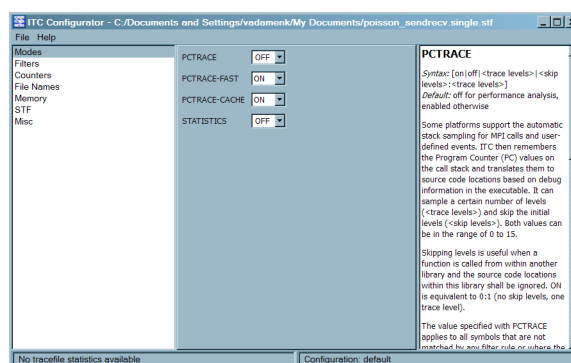 ITC Configurator - C:/Documents and Settings/vadamenk/My Documents/poisson_sendrecv.single.stf
File Help
Modes
Filters
Counters
File Names
Memory
STF
Misc
PCTRACE OFF
PCTRACE-FAST ON
PCTRACE-CACHE ON
STATISTICS OFF
PCTRACE
Syntax: [on|off|<trace levels>|<skip
levels>:<trace levels>]
Default: off for performance analysis,
enabled otherwise
Some platforms support the automatic
stack sampling for MPI calls and user-
defined events. ITC then remembers
the Program Counter (PC) values on
the call stack and translates them to
source code locations based on debug
information in the executable. It can
sample a certain number of levels
(<trace levels>) and skip the initial
levels (<skip levels>). Both values can
be in the range of 0 to 15.
Skipping levels is useful when a
function is called from within another
library and the source code locations
within this library shall be ignored. ON
is equivalent to 0:1 (no skip levels, one
trace level).
The value specified with PCTRACE
applies to all symbols that are not
matched by any filter rule or where the
No tracefile statistics available
Configuration: default